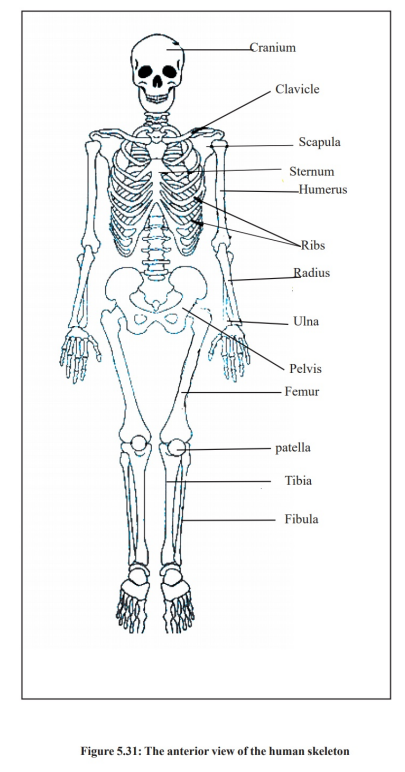 Cranium
Clavicle
Scapula
Sternum
Humerus
Ribs
Radius
Ulna
Pelvis
Femur
patella
Tibia
Fibula
Figure 5.31: The anterior view of the human skeleton